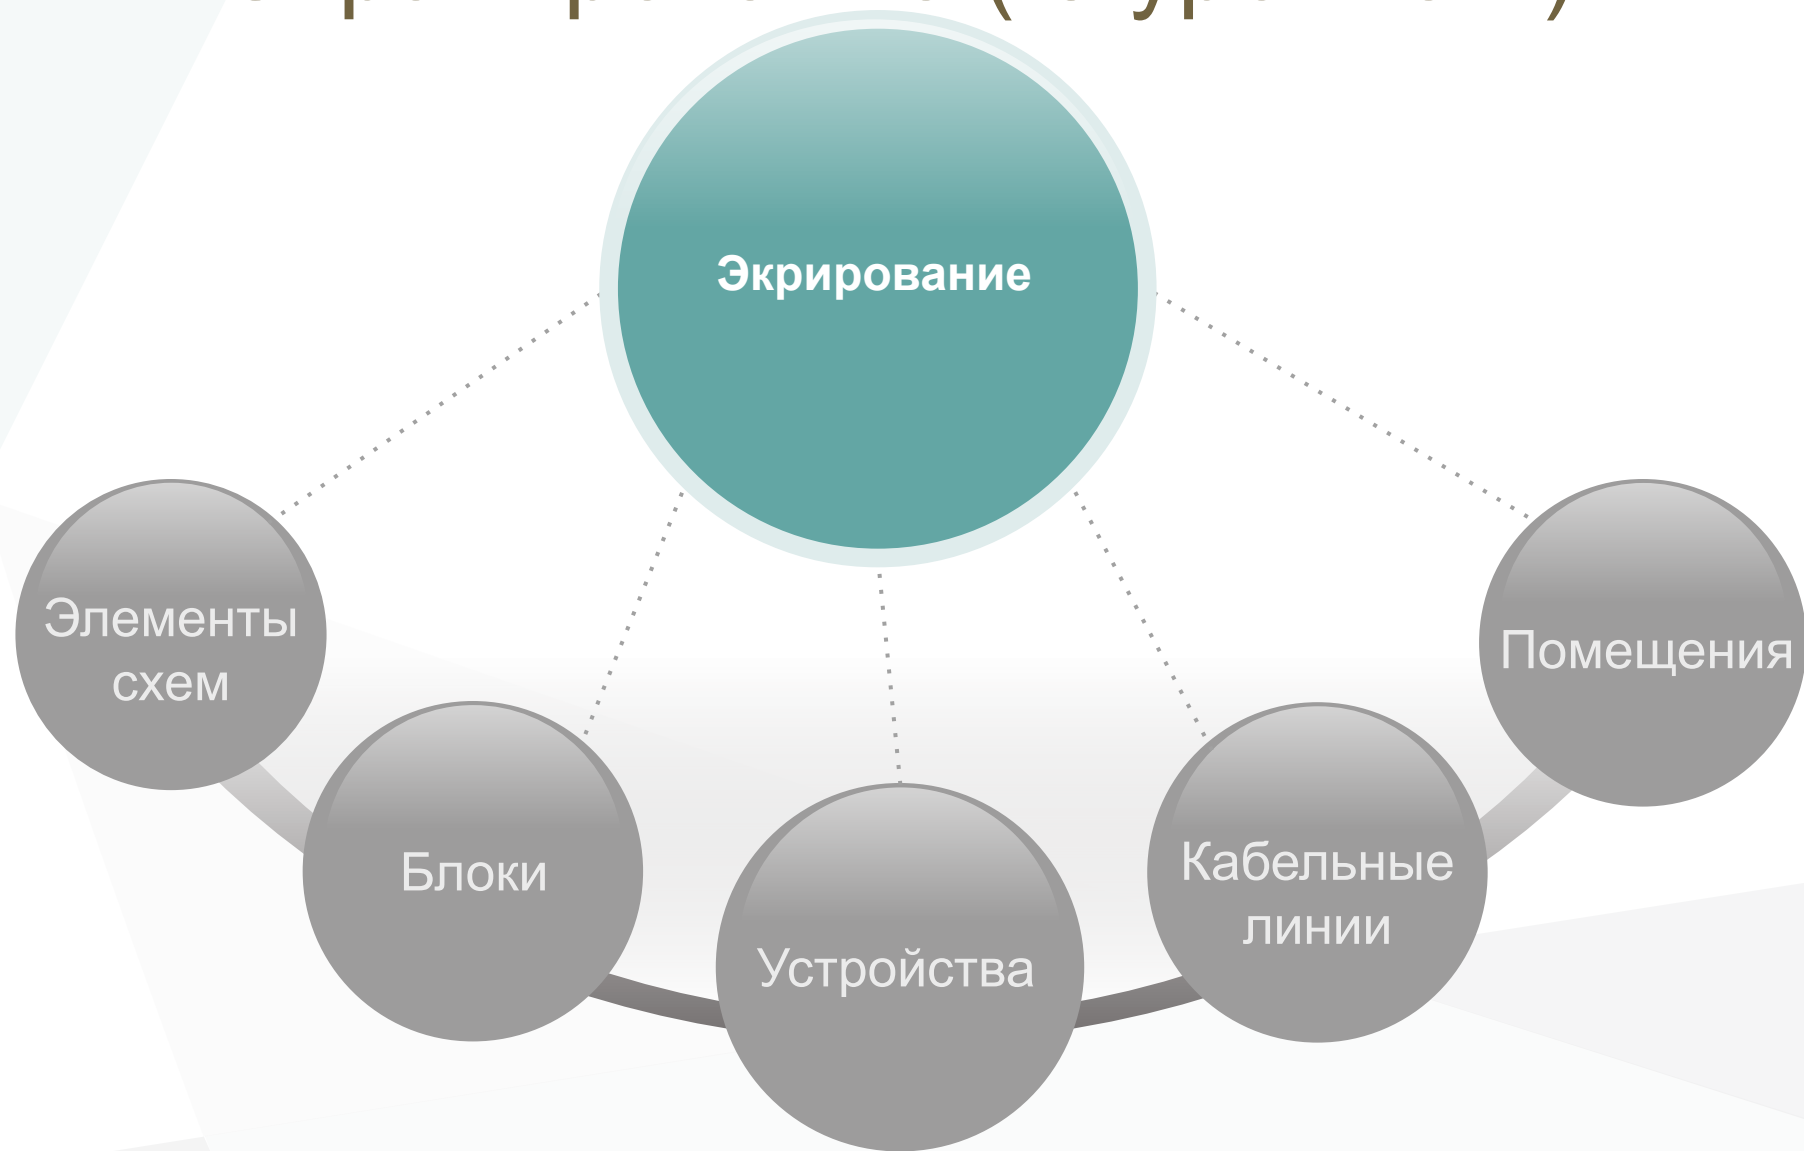 Экрирование
Элементы
схем
Помещения
Блоки
Кабельные
линии
Устройства